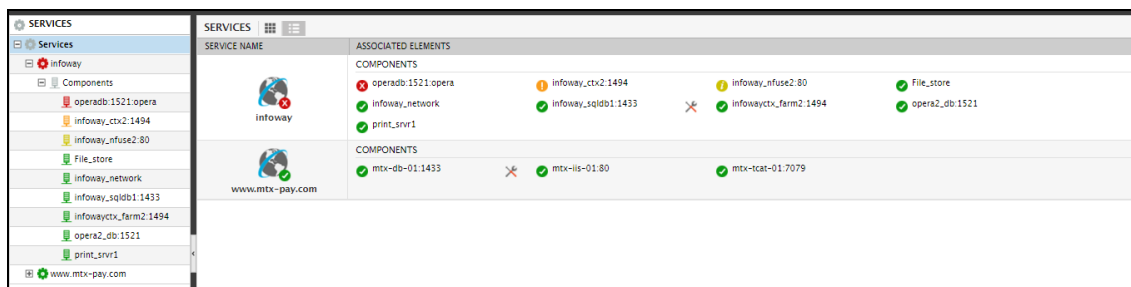 SERVICES
Services
infoway
Components
operadb:1521:opera
infoway_ctx2:1494
infoway_nfuse2:80
File_store
infoway_network
infoway_sqldb1:1433
infowayctx_farm2:1494
opera2_db:1521
print_srvr1
www.mtx-pay.com
SERVICES
SERVICE NAME ASSOCIATED ELEMENTS
COMPONENTS
operadb:1521:opera infoway_ctx2:1494 infoway_nfuse2:80 File_store
infoway_network infoway_sqldb1:1433 infowayctx_farm2:1494 opera2_db:1521
print_srvr1
infoway
COMPONENTS
mtx-db-01:1433 mtx-iis-01:80 mtx-tcat-01:7079
www.mtx-pay.com